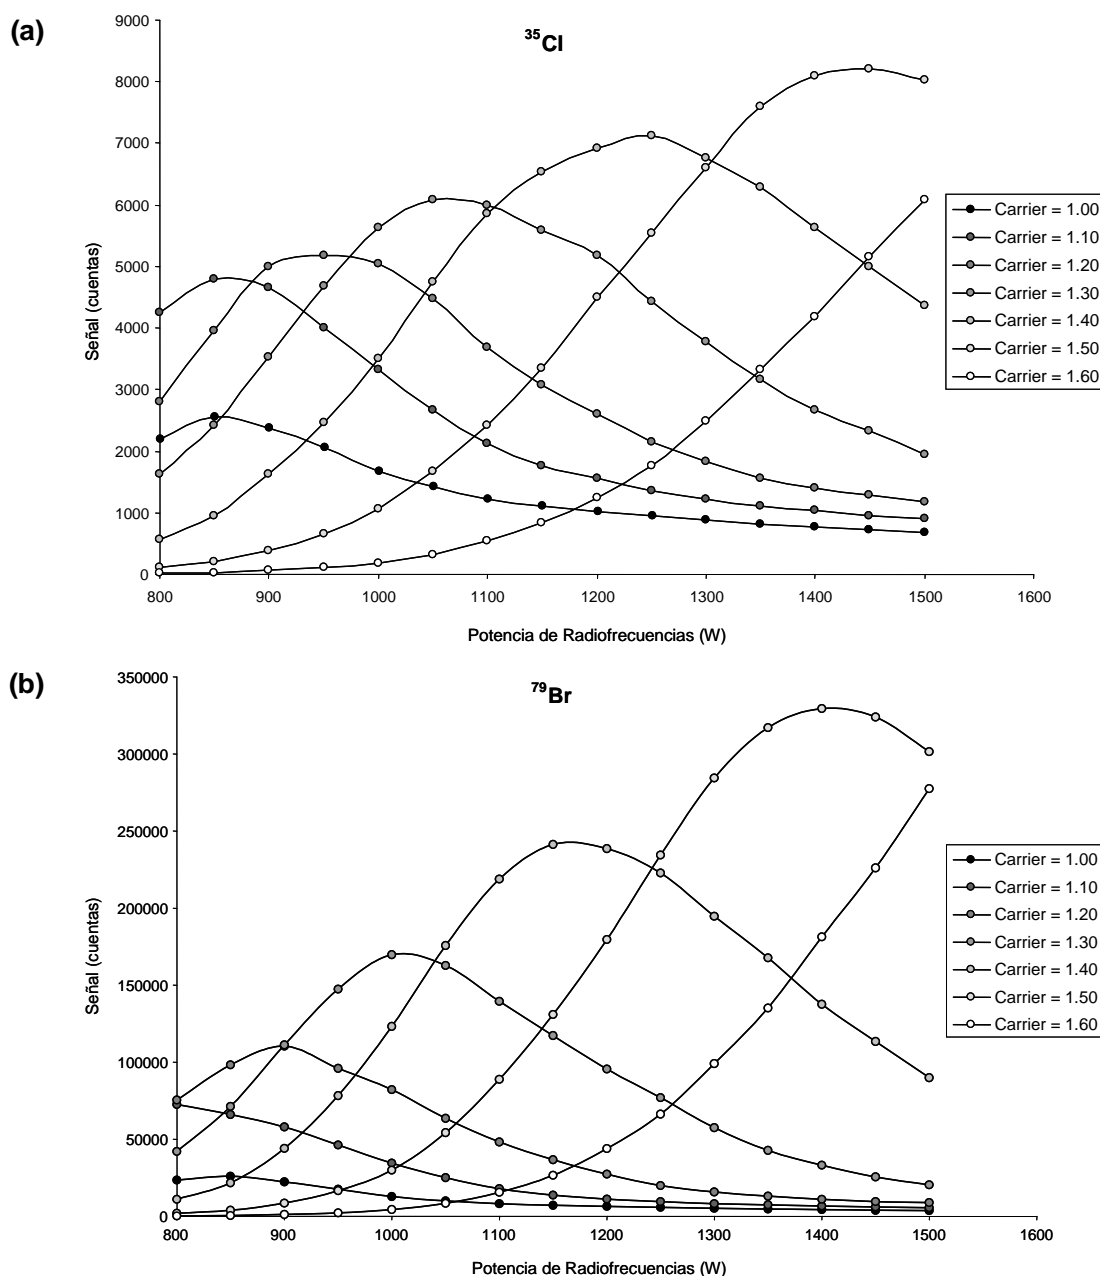 (a)
35Cl
9000
8000
7000
6000
5000
4000
3000
2000
1000
0
Señal (cuentas)
800 900 1000 1100 1200 1300 1400 1500 1600
Potencia de Radiofrecuencias (W)
Carrier = 1.00
Carrier = 1.10
Carrier = 1.20
Carrier = 1.30
Carrier = 1.40
Carrier = 1.50
Carrier = 1.60
(b)
79Br
350000
300000
250000
200000
150000
100000
50000
0
Señal (cuentas)
800 900 1000 1100 1200 1300 1400 1500 1600
Potencia de Radiofrecuencias (W)
Carrier = 1.00
Carrier = 1.10
Carrier = 1.20
Carrier = 1.30
Carrier = 1.40
Carrier = 1.50
Carrier = 1.60